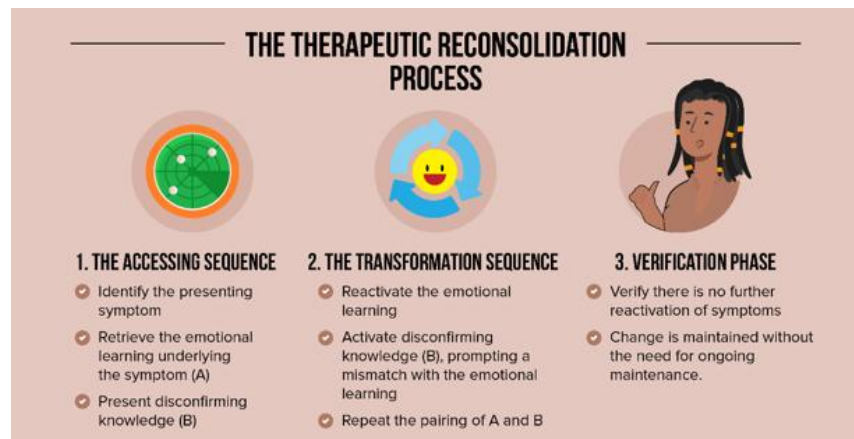 THE THERAPEUTIC RECONSOLIDATION
PROCESS
1. THE ACCESSING SEQUENCE
Identify the presenting
symptom
Retrieve the emotional
learning underlying
the symptom (A)
Present disconfirming
knowledge (B)
2. THE TRANSFORMATION SEQUENCE
Reactivate the emotional
learning
Activate disconfirming
knowledge (B), prompting a
mismatch with the emotional
learning
Repeat the pairing of A and B
3. VERIFICATION PHASE
Verify there is no further
reactivation of symptoms
Change is maintained without
the need for ongoing
maintenance.